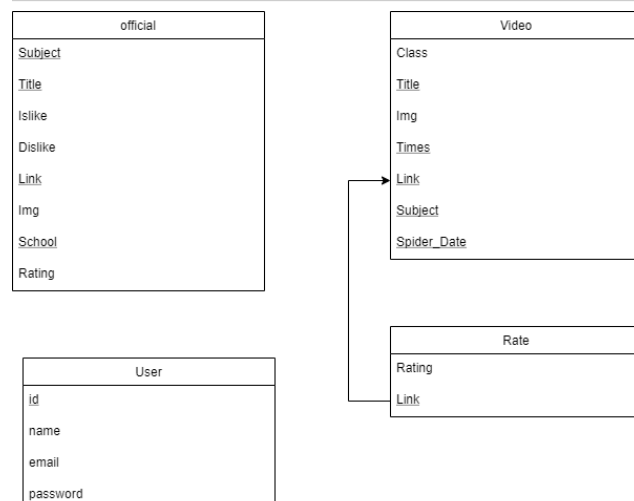 official
Subject
Title
Islike
Dislike
Link
Img
School
Rating
Video
Class
Title
Img
Times
Link
Subject
Spider_Date
Rate
Rating
Link
User
id
name
email
password